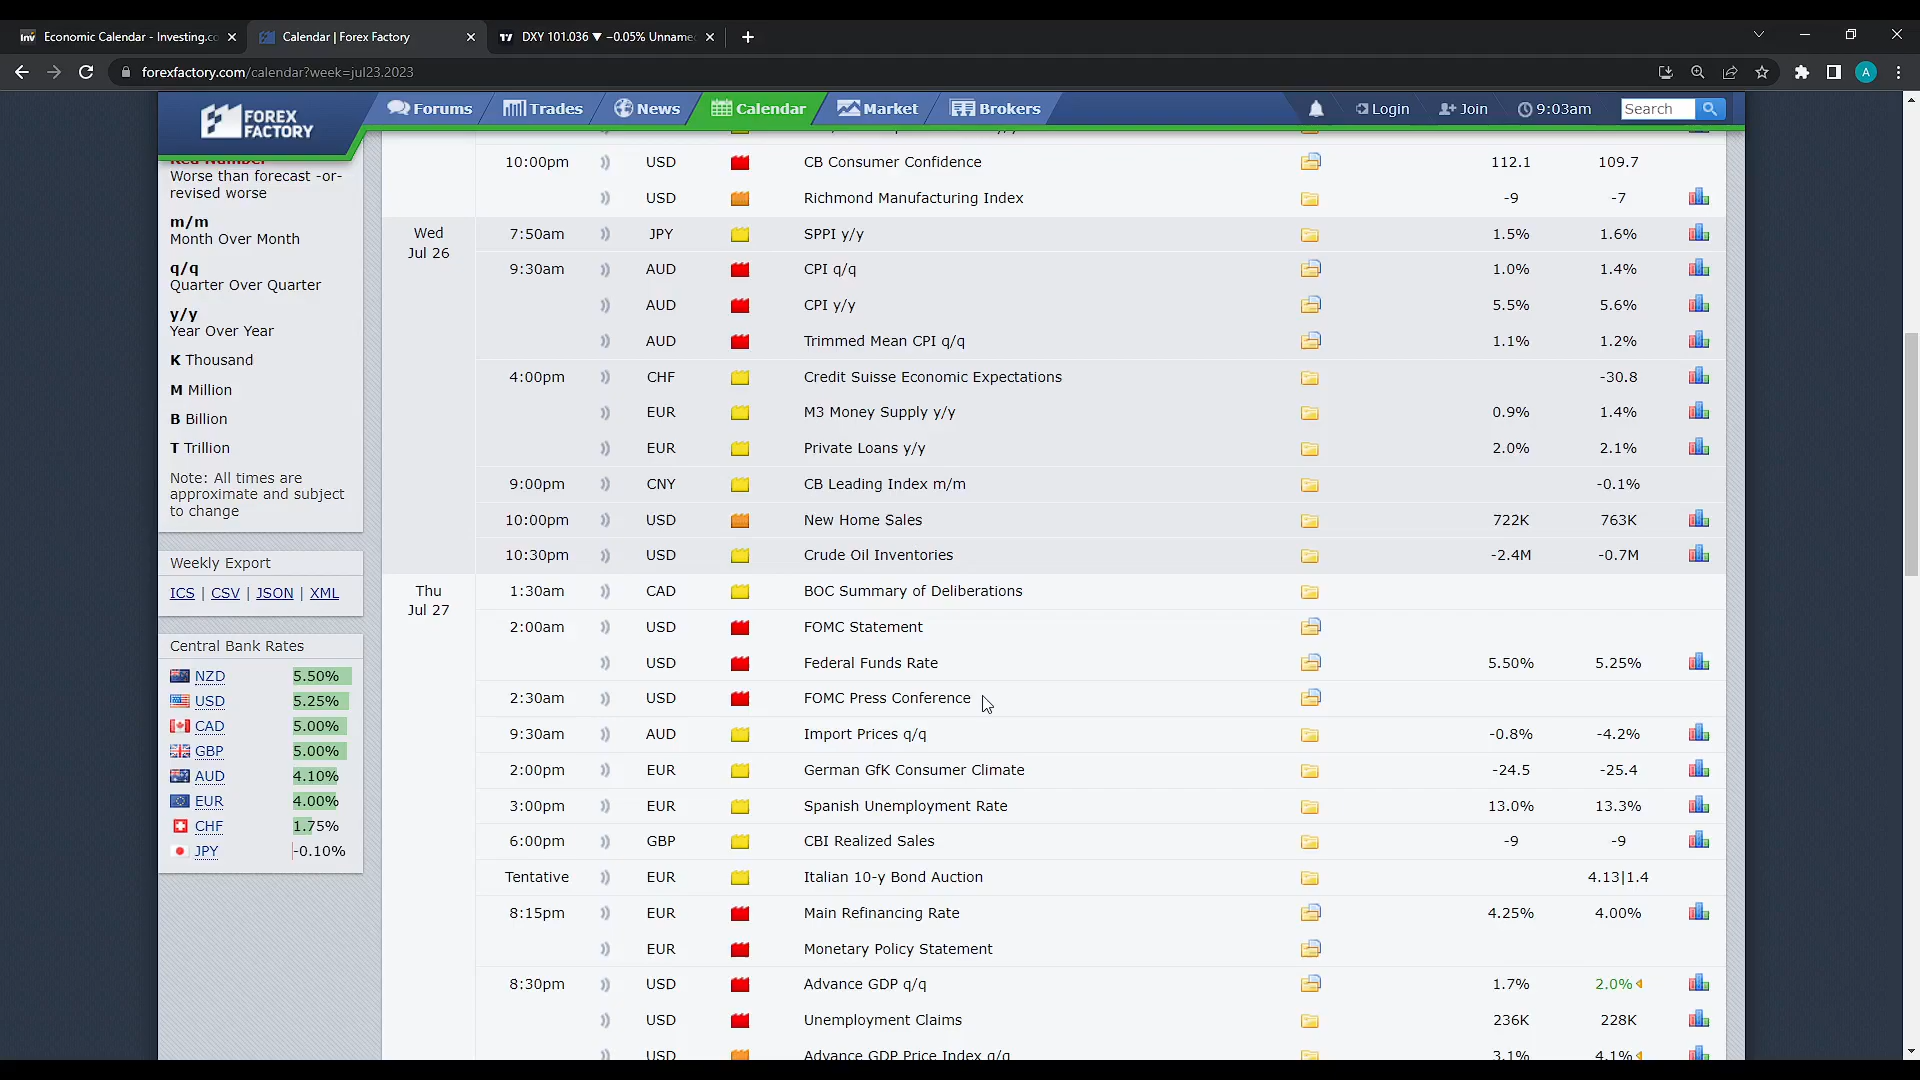 Economic Calendar - Investing.co
Calendar | Forex Factory
DXY 101.036 ▼ −0.05% Unname
forexfactory.com/calendar?week=jul23.2023
A
FOREX FACTORY
Forums Trades News Calendar Market Brokers Login Join 9:03am Search
Red Number
Worse than forecast -or-
revised worse
m/m
Month Over Month
q/q
Quarter Over Quarter
y/y
Year Over Year
K Thousand
M Million
B Billion
T Trillion
Note: All times are
approximate and subject
to change
Weekly Export
ICS | CSV | JSON | XML
Central Bank Rates
NZD 5.50%
USD 5.25%
CAD 5.00%
GBP 5.00%
AUD 4.10%
EUR 4.00%
CHF 1.75%
JPY -0.10%
10:00pm USD CB Consumer Confidence 112.1 109.7
USD Richmond Manufacturing Index -9 -7
Wed
Jul 26
7:50am JPY SPPI y/y 1.5% 1.6%
9:30am AUD CPI q/q 1.0% 1.4%
AUD CPI y/y 5.5% 5.6%
AUD Trimmed Mean CPI q/q 1.1% 1.2%
4:00pm CHF Credit Suisse Economic Expectations -30.8
EUR M3 Money Supply y/y 0.9% 1.4%
EUR Private Loans y/y 2.0% 2.1%
9:00pm CNY CB Leading Index m/m -0.1%
10:00pm USD New Home Sales 722K 763K
10:30pm USD Crude Oil Inventories -2.4M -0.7M
Thu
Jul 27
1:30am CAD BOC Summary of Deliberations
2:00am USD FOMC Statement
USD Federal Funds Rate 5.50% 5.25%
2:30am USD FOMC Press Conference
9:30am AUD Import Prices q/q -0.8% -4.2%
2:00pm EUR German GfK Consumer Climate -24.5 -25.4
3:00pm EUR Spanish Unemployment Rate 13.0% 13.3%
6:00pm GBP CBI Realized Sales -9 -9
Tentative EUR Italian 10-y Bond Auction 4.13|1.4
8:15pm EUR Main Refinancing Rate 4.25% 4.00%
EUR Monetary Policy Statement
8:30pm USD Advance GDP q/q 1.7% 2.0%
USD Unemployment Claims 236K 228K
USD Advance GDP Price Index q/q 3.1% 4.1%